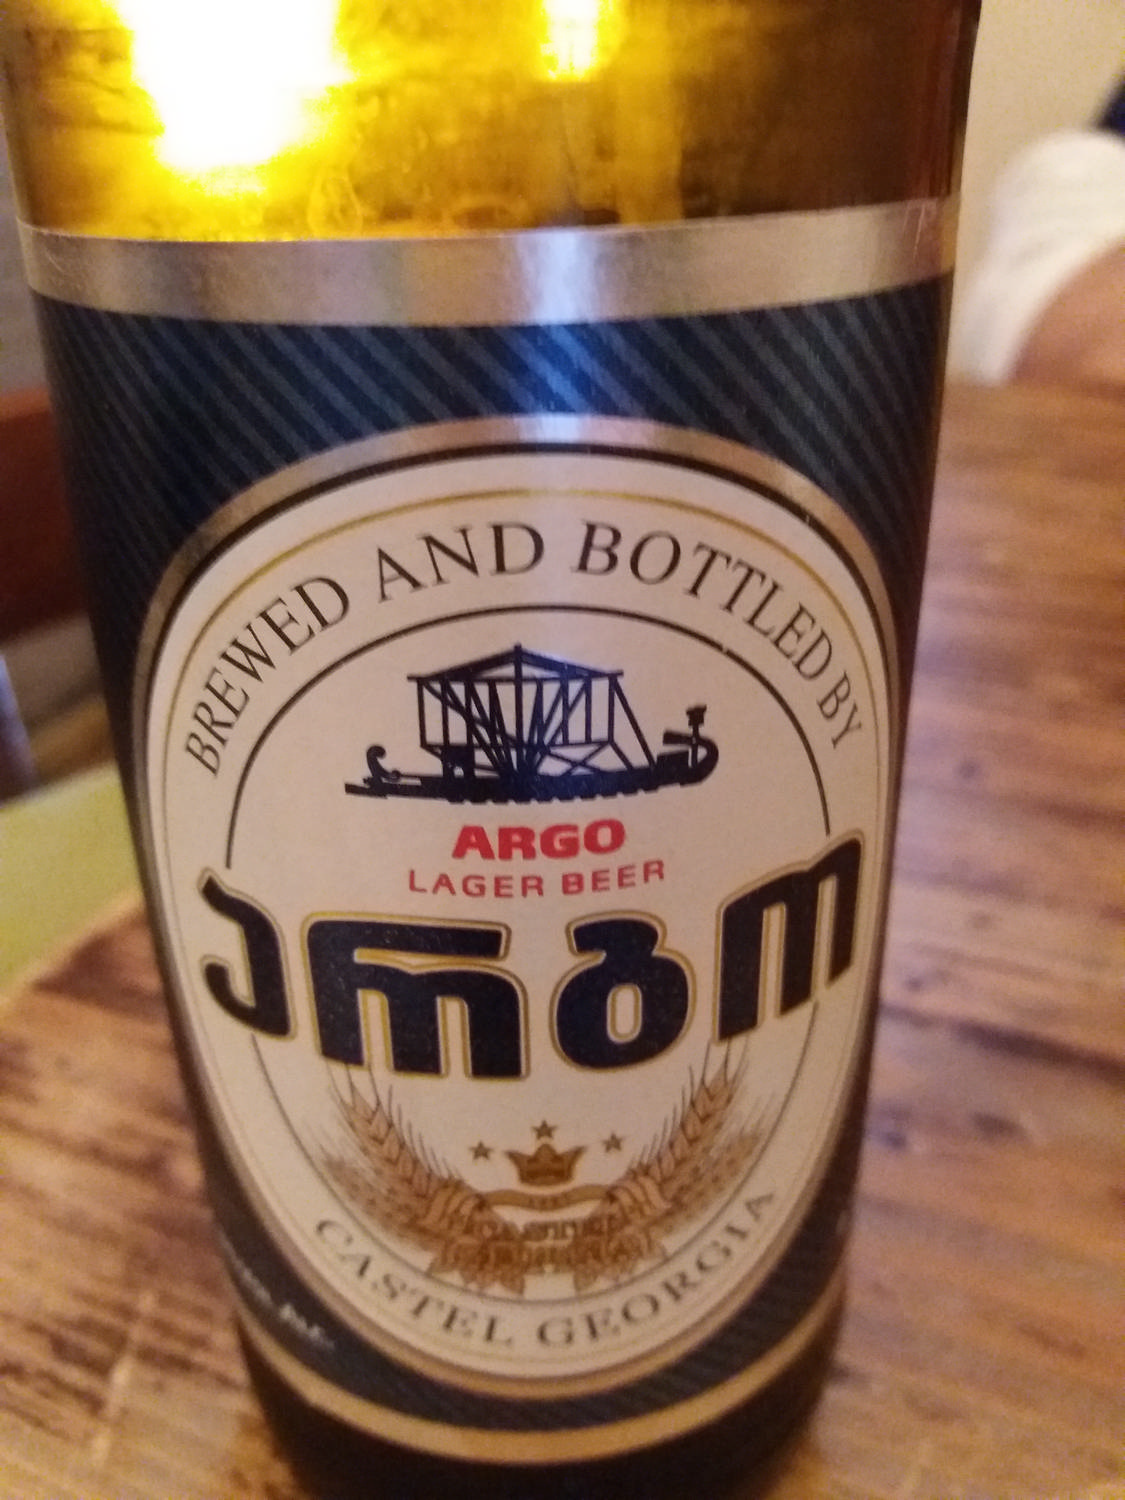 BREWED AND BOTTLED BY
ARGO
LAGER BEER
არგო
CASTEL GEORGIA